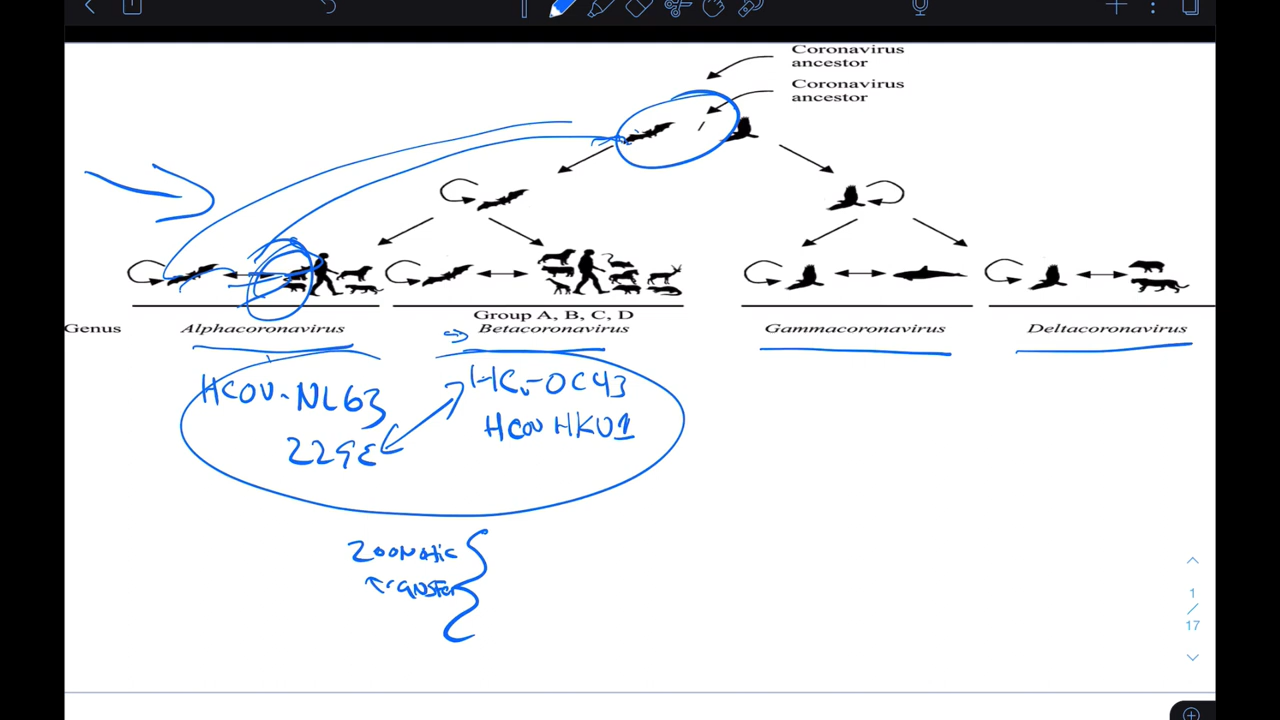 Coronavirus
ancestor
Coronavirus
ancestor
Group A, B, C, D
Genus Alphacoronavirus Betacoronavirus Gammacoronavirus Deltacoronavirus
HCOV-NL63
229E
HCv-OC43
HCOV HKU1
Zoonotic
transfer
1
/
17